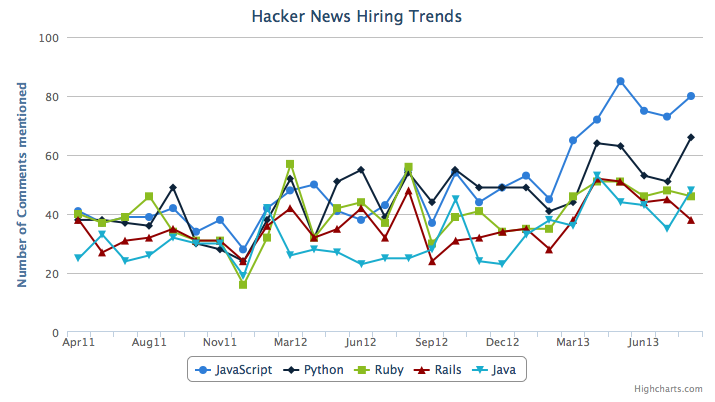 Hacker News Hiring Trends
Number of Comments mentioned
100
80
60
40
20
0
Apr11 Aug11 Nov11 Mar12 Jun12 Sep12 Dec12 Mar13 Jun13
JavaScript Python Ruby Rails Java
Highcharts.com